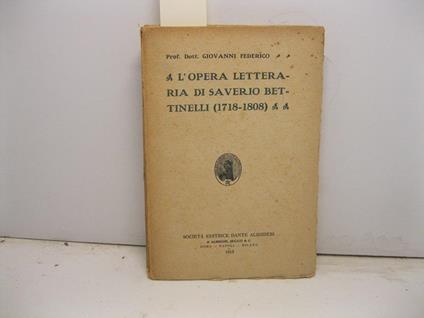 Prof. Dott. GIOVANNI FEDERICO
L'OPERA LETTERA-
RIA DI SAVERIO BET-
TINELLI (1718-1808)
SOCIETÀ EDITRICE DANTE ALIGHIERI
ROMA - NAPOLI - MILANO